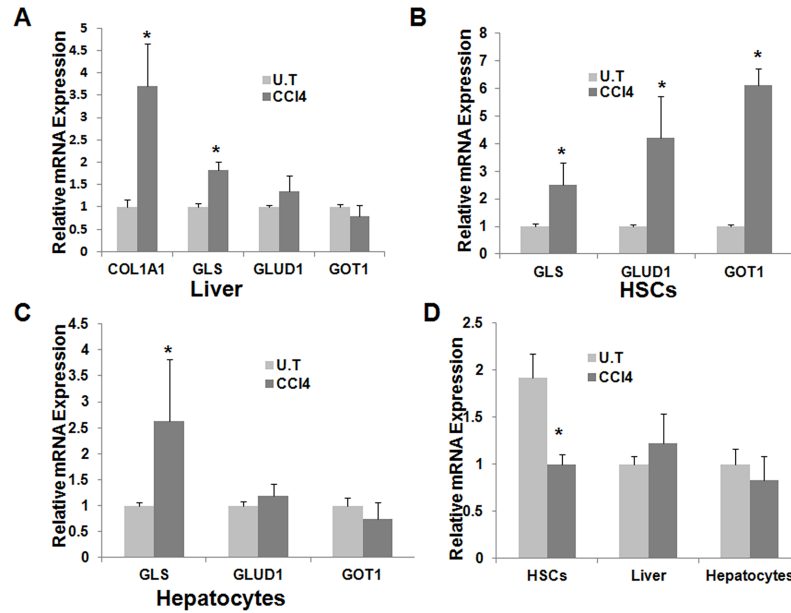 A
Relative mRNA Expression
5
4.5
4
3.5
3
2.5
2
1.5
1
0.5
0
*
*
U.T
CCl4
COL1A1 GLS GLUD1 GOT1
Liver
B
Relative mRNA Expression
8
7
6
5
4
3
2
1
0
*
*
*
U.T
CCl4
GLS GLUD1 GOT1
HSCs
C
Relative mRNA Expression
4.5
4
3.5
3
2.5
2
1.5
1
0.5
0
*
U.T
CCl4
GLS GLUD1 GOT1
Hepatocytes
D
Relative mRNA Expression
2.5
2
1.5
1
0.5
0
*
U.T
CCl4
HSCs Liver Hepatocytes